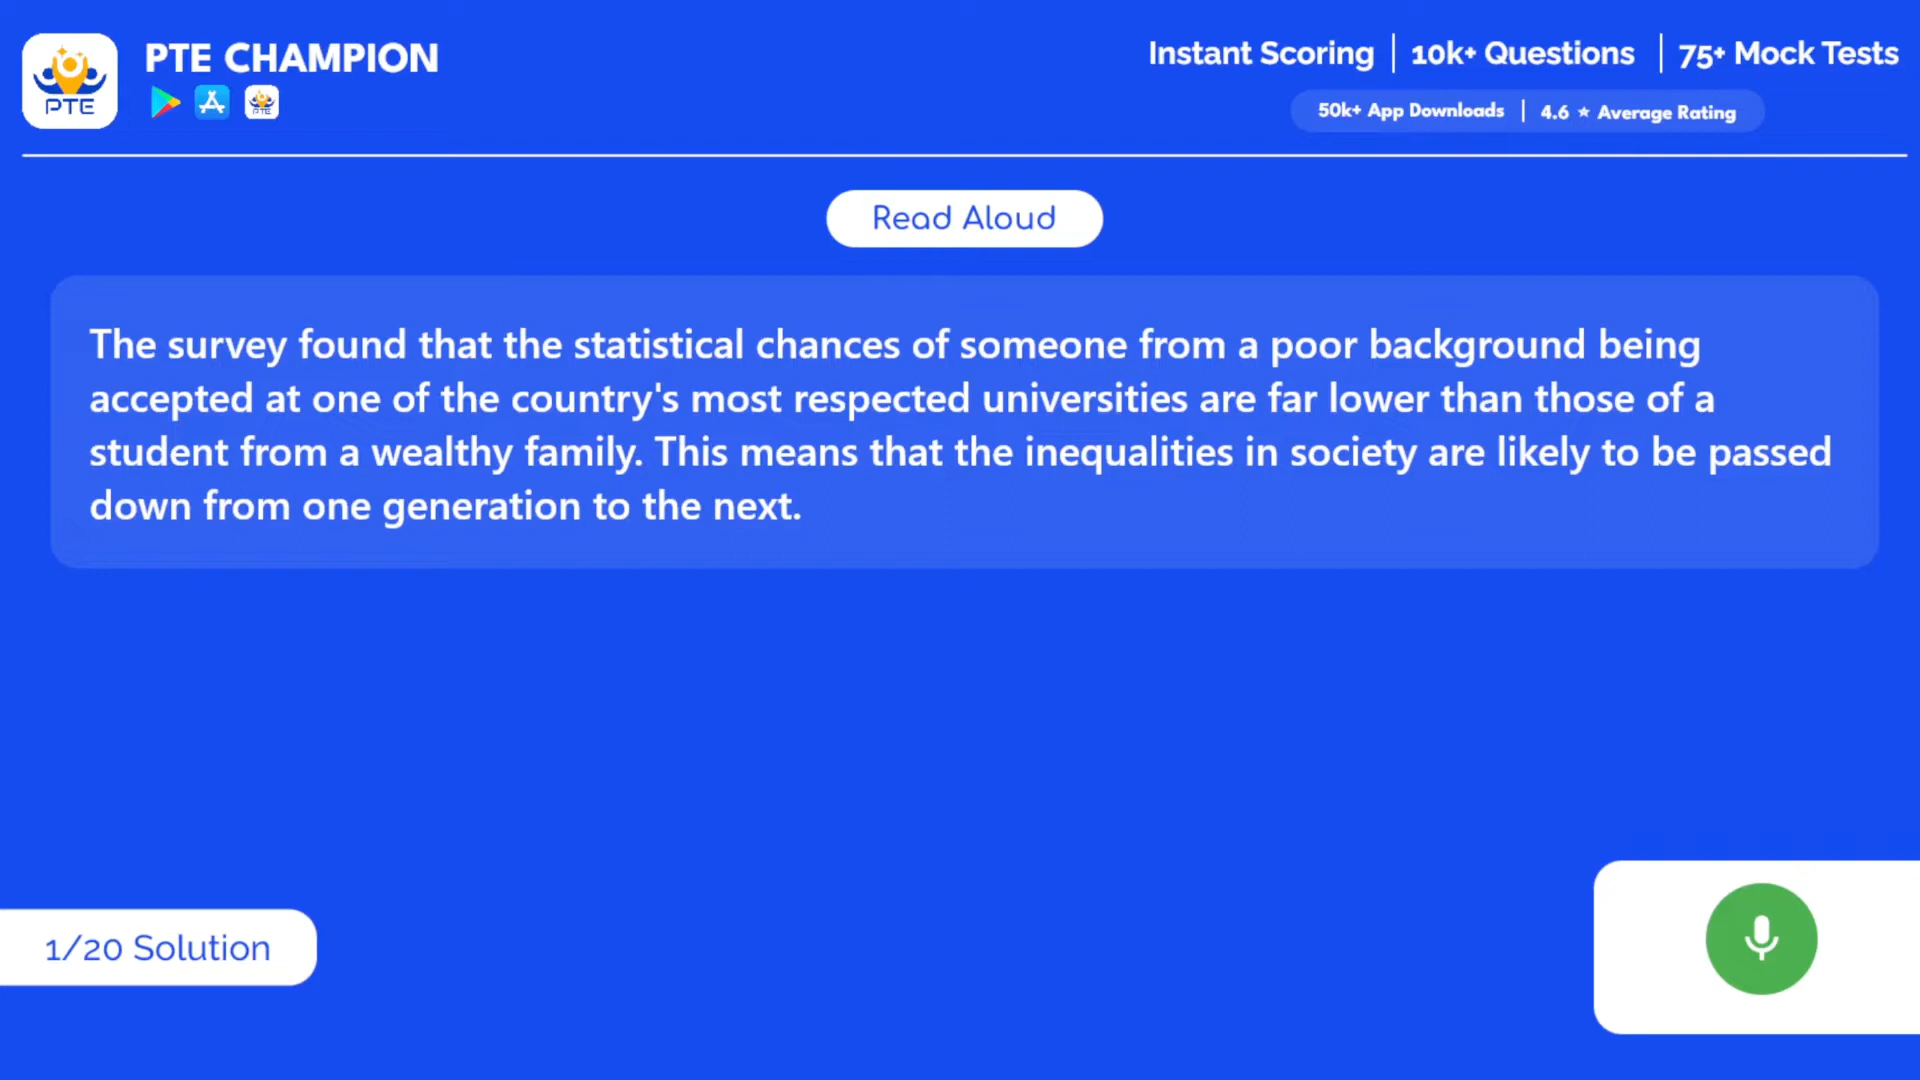 PTE CHAMPION
PTE
PTE
Instant Scoring | 10k+ Questions | 75+ Mock Tests
50k+ App Downloads | 4.6 ★ Average Rating
Read Aloud
The survey found that the statistical chances of someone from a poor background being
accepted at one of the country's most respected universities are far lower than those of a
student from a wealthy family. This means that the inequalities in society are likely to be passed
down from one generation to the next.
1/20 Solution